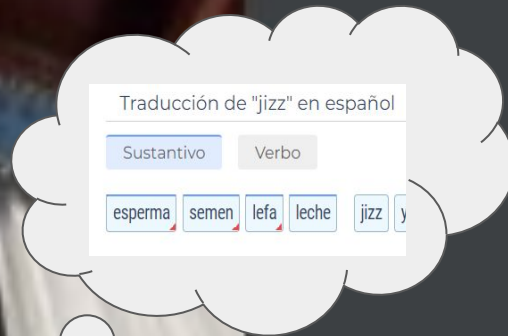 Traducción de "jizz" en español
Sustantivo Verbo
esperma semen lefa leche jizz